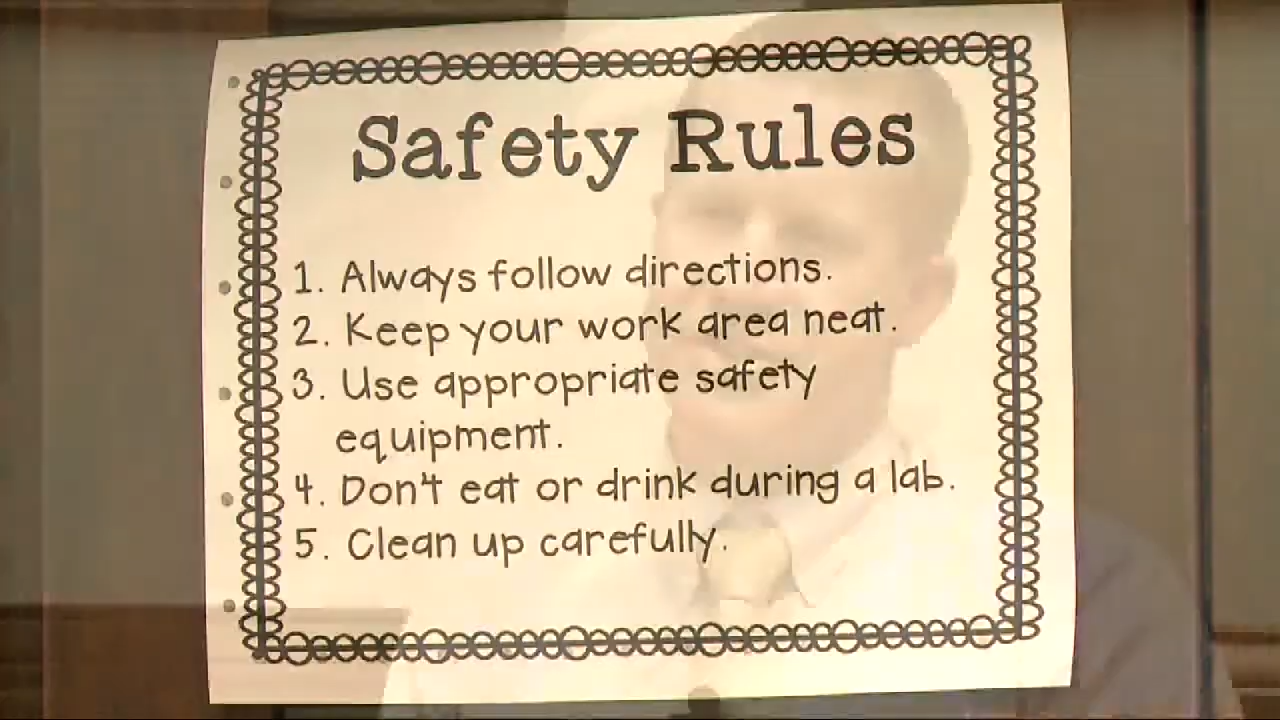 Safety Rules
1. Always follow directions.
2. Keep your work area neat.
3. Use appropriate safety
equipment.
4. Don't eat or drink during a lab.
5. Clean up carefully.